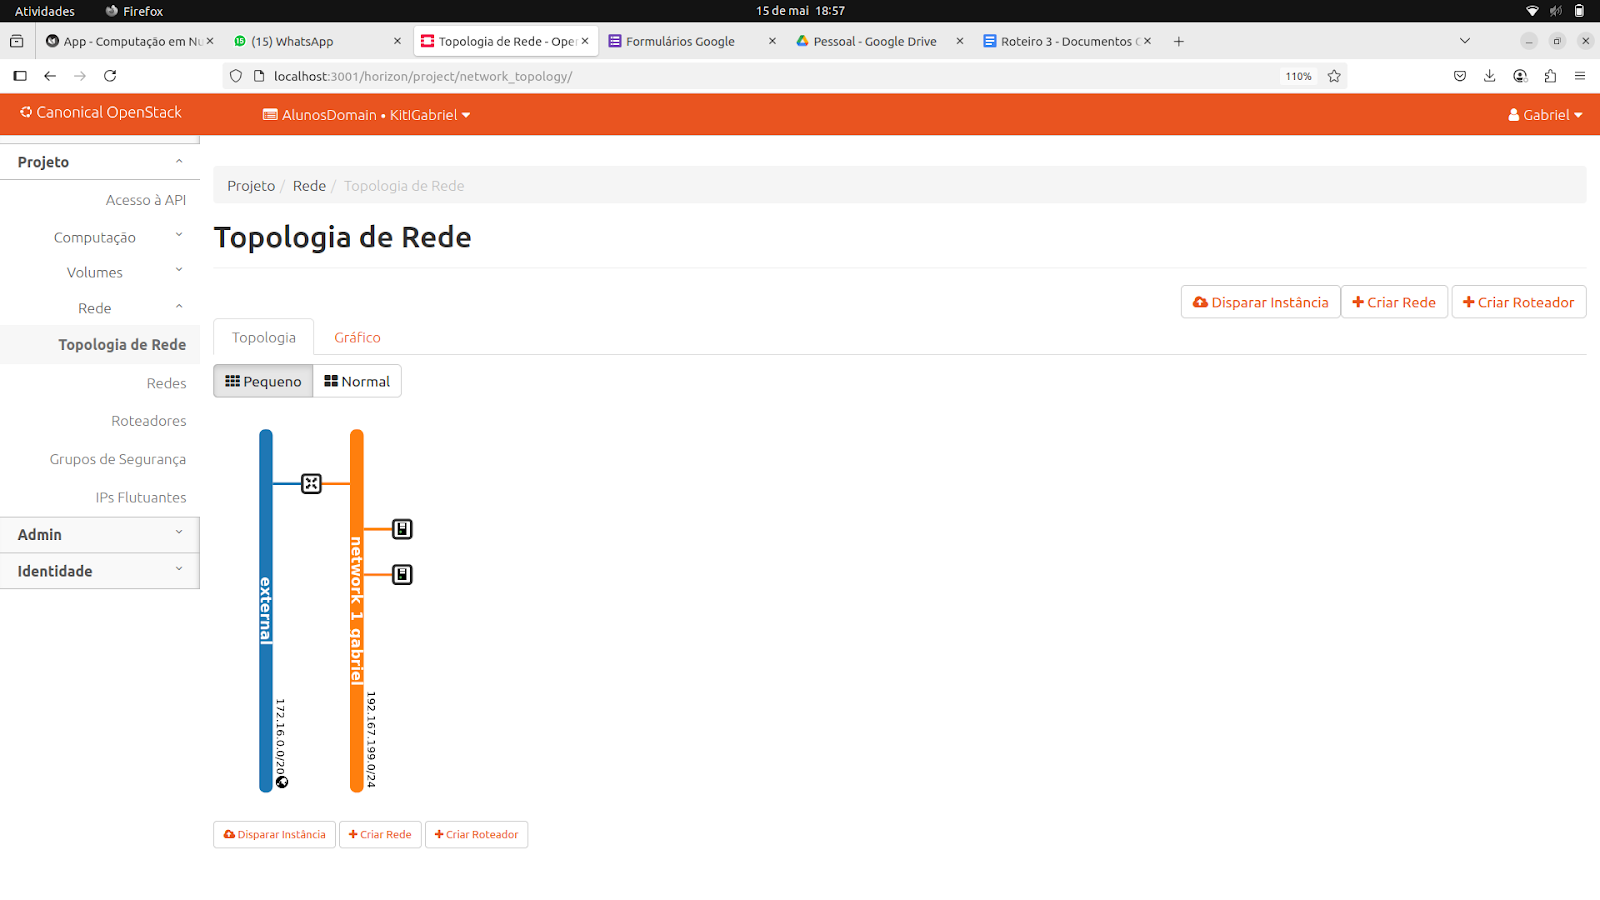 Atividades
Firefox
15 de mai 18:57
App - Computação em Nu
(15) WhatsApp
Topologia de Rede - Oper
Formulários Google
Pessoal - Google Drive
Roteiro 3 - Documentos
localhost:3001/horizon/project/network_topology/
110%
Canonical OpenStack
AlunosDomain • KitIGabriel
Gabriel
Projeto
Acesso à API
Computação
Volumes
Rede
Topologia de Rede
Redes
Roteadores
Grupos de Segurança
IPs Flutuantes
Admin
Identidade
Projeto / Rede / Topologia de Rede
Topologia de Rede
Disparar Instância
Criar Rede
Criar Roteador
Topologia
Gráfico
Pequeno
Normal
external
172.16.0.0/20
network_1_gabriel
192.167.199.0/24
Disparar Instância
Criar Rede
Criar Roteador